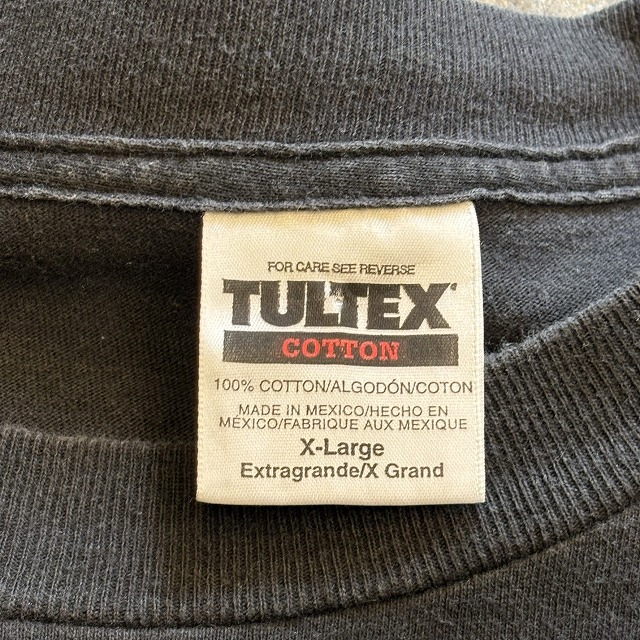 FOR CARE SEE REVERSE
TULTEX
COTTON
100% COTTON/ALGODÓN/COTON
MADE IN MEXICO/HECHO EN
MÉXICO/FABRIQUE AUX MEXIQUE
X-Large
Extragrande/X Grand